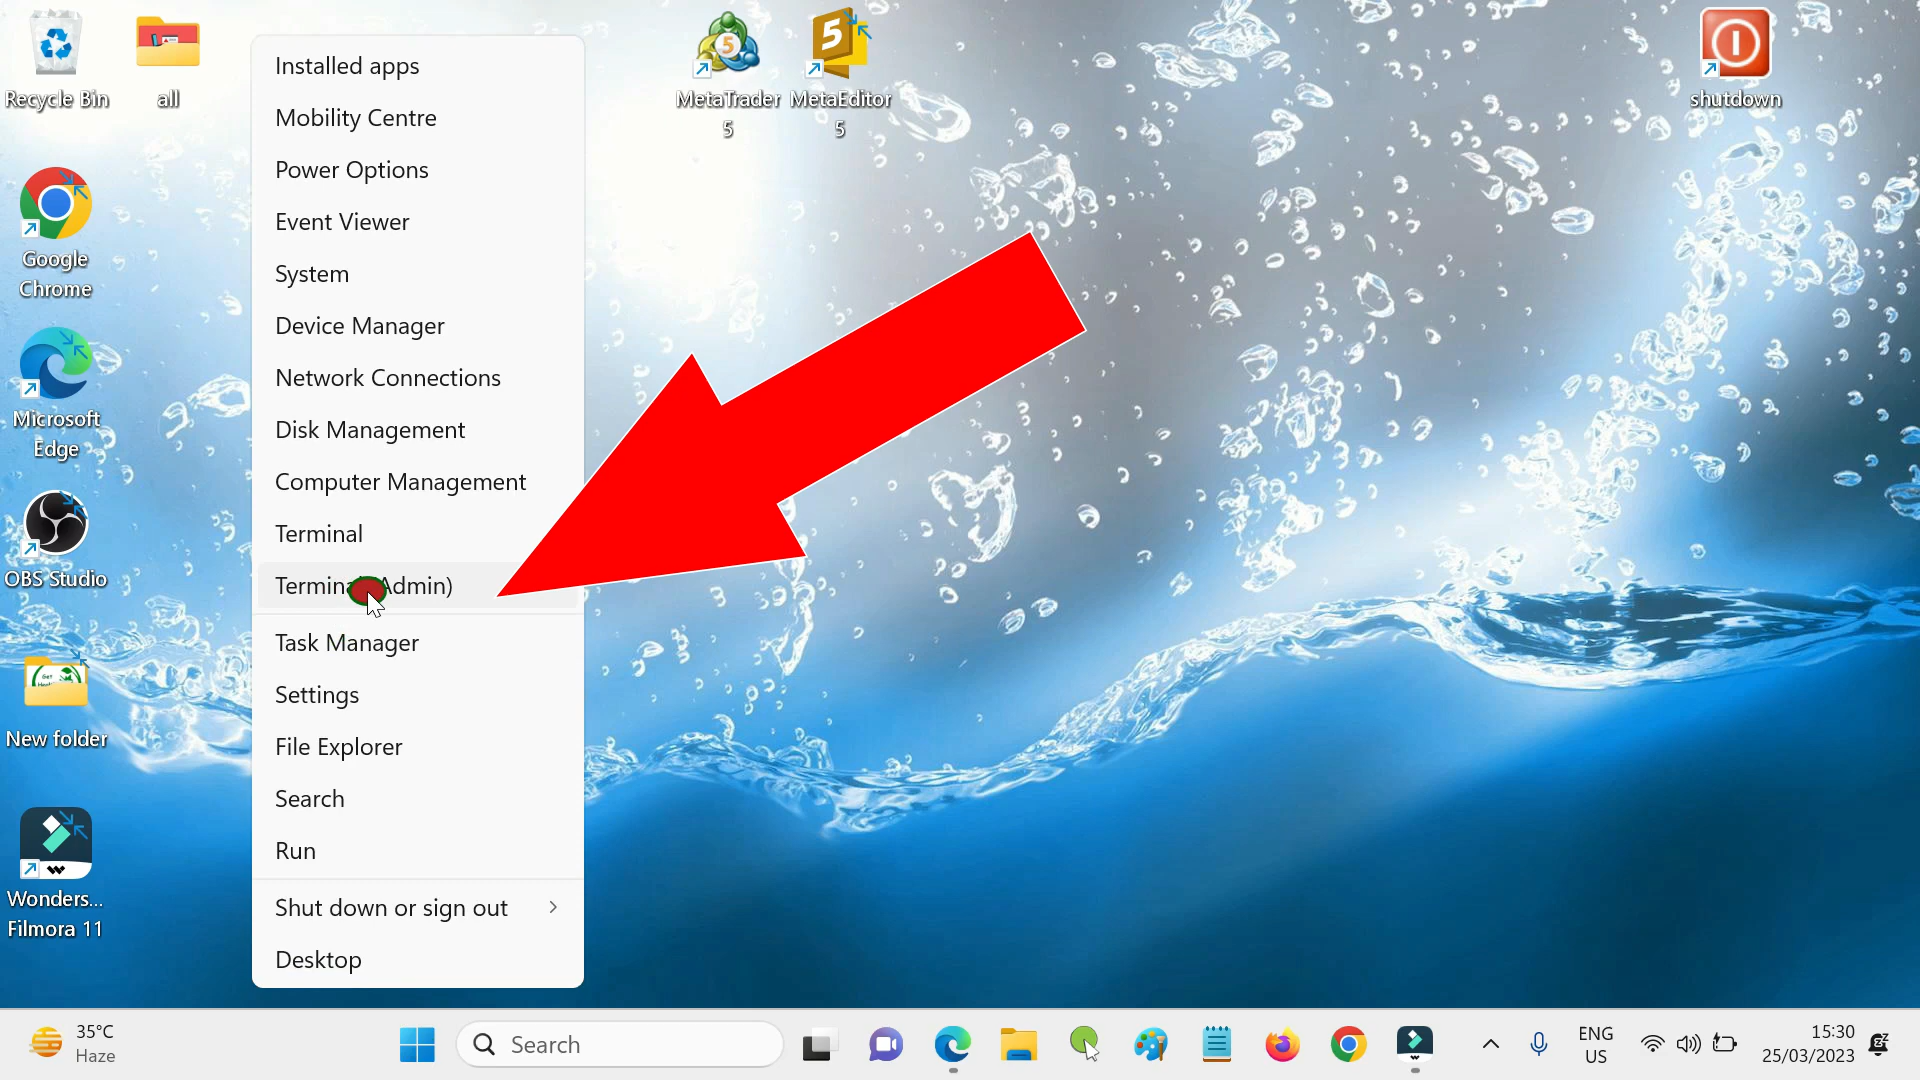 Recycle Bin
all
MetaTrader
5
MetaEditor
5
shutdown
Google
Chrome
Microsoft
Edge
OBS Studio
New folder
Wonders...
Filmora 11
Installed apps
Mobility Centre
Power Options
Event Viewer
System
Device Manager
Network Connections
Disk Management
Computer Management
Terminal
Terminal (Admin)
Task Manager
Settings
File Explorer
Search
Run
Shut down or sign out
Desktop
35°C
Haze
Search
ENG
US
15:30
25/03/2023